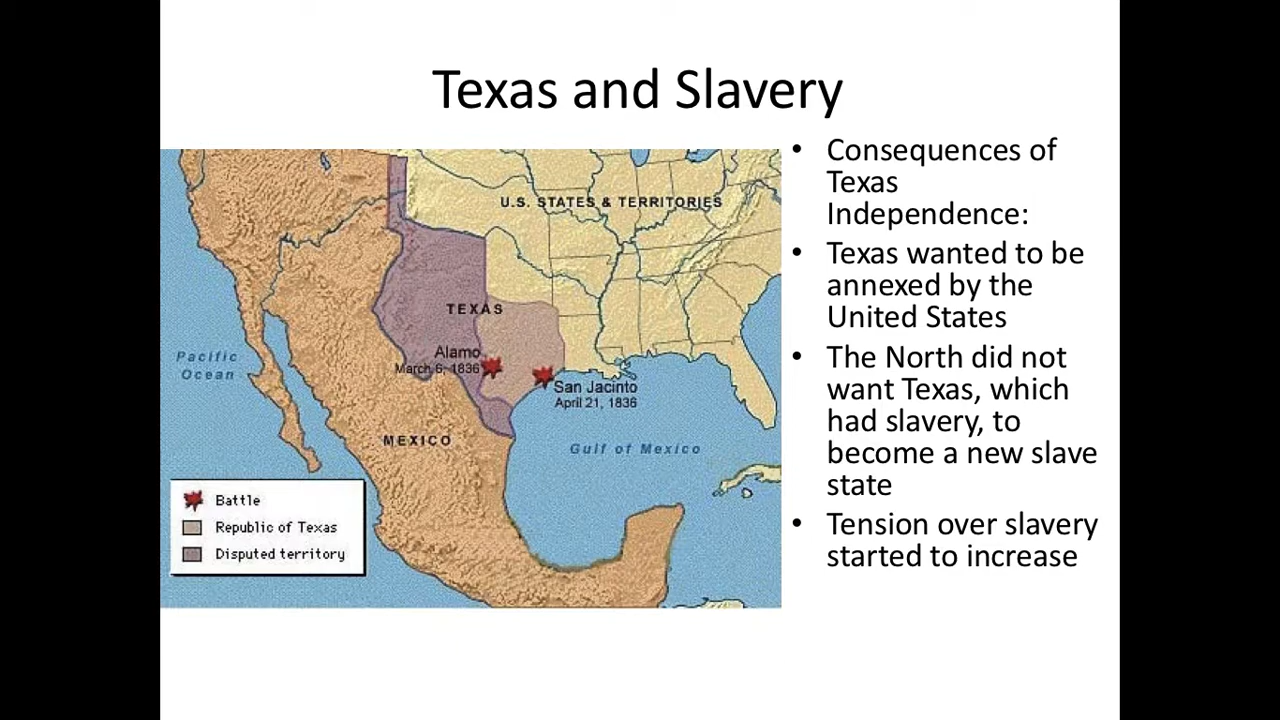 Texas and Slavery
U.S. STATES & TERRITORIES
TEXAS
Alamo
March 6, 1836
San Jacinto
April 21, 1836
Pacific
Ocean
MEXICO
Gulf of Mexico
Battle
Republic of Texas
Disputed territory
• Consequences of
Texas
Independence:
• Texas wanted to be
annexed by the
United States
• The North did not
want Texas, which
had slavery, to
become a new slave
state
• Tension over slavery
started to increase